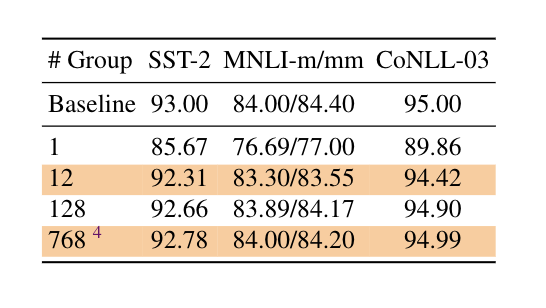 # Group SST-2 MNLI-m/mm CoNLL-03
Baseline 93.00 84.00/84.40 95.00
1 85.67 76.69/77.00 89.86
12 92.31 83.30/83.55 94.42
128 92.66 83.89/84.17 94.90
768 4 92.78 84.00/84.20 94.99